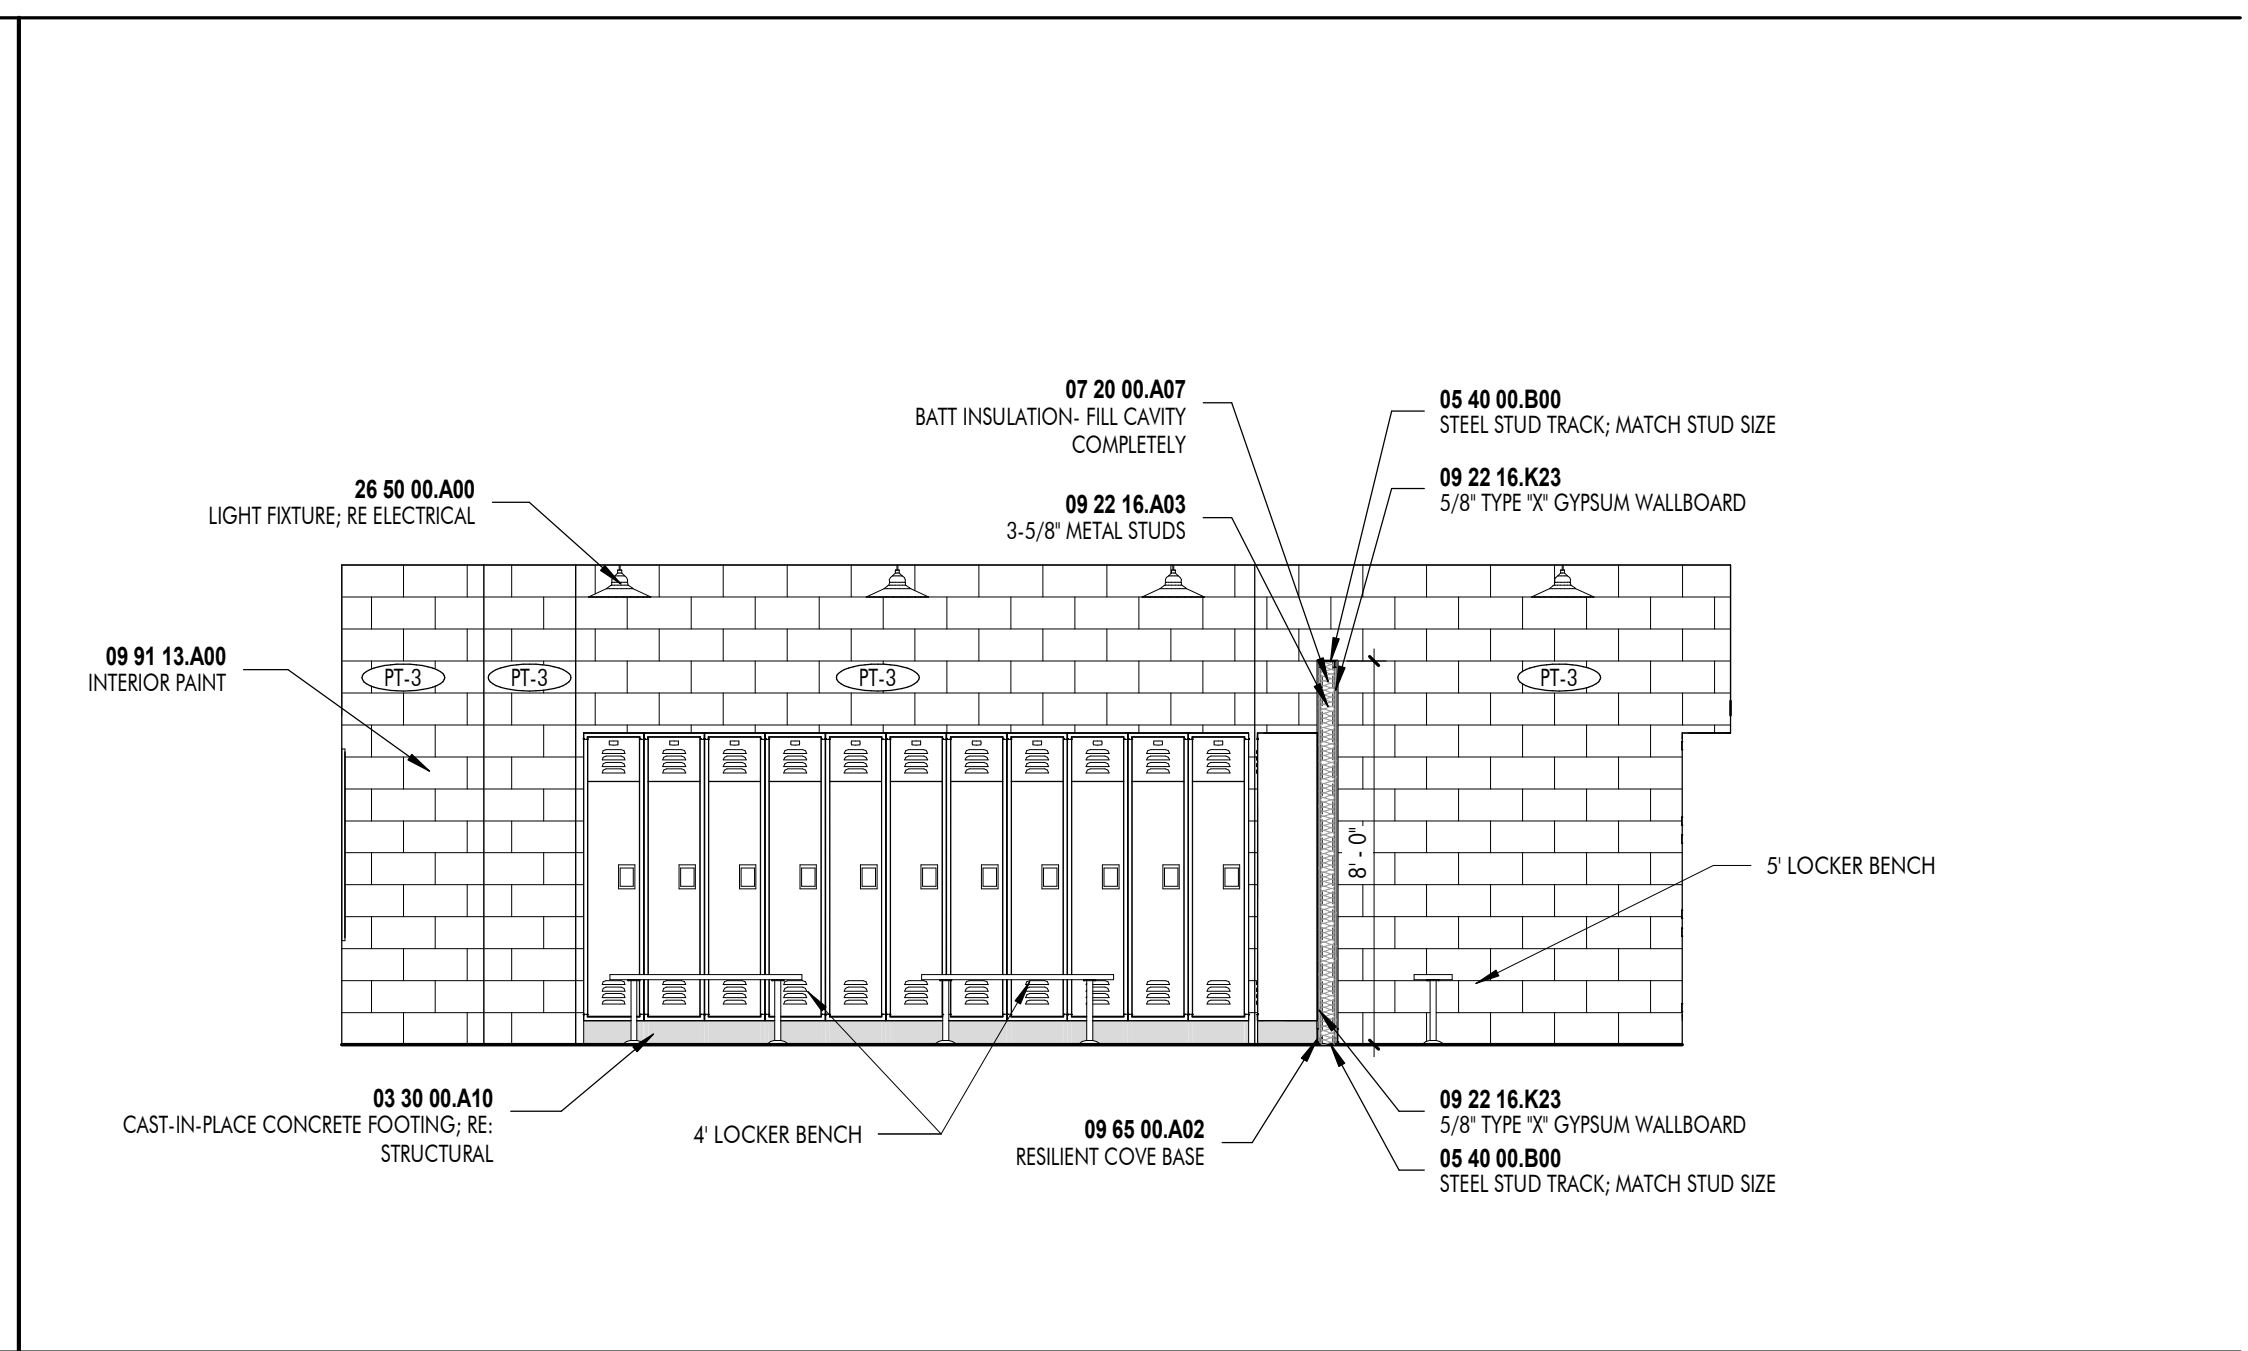 07 20 00.A07
BATT INSULATION- FILL CAVITY
COMPLETELY
05 40 00.B00
STEEL STUD TRACK; MATCH STUD SIZE
09 22 16.K23
5/8" TYPE "X" GYPSUM WALLBOARD
26 50 00.A00
LIGHT FIXTURE; RE ELECTRICAL
09 22 16.A03
3-5/8" METAL STUDS
09 91 13.A00
INTERIOR PAINT
PT-3
PT-3
PT-3
PT-3
8' - 0"
5' LOCKER BENCH
03 30 00.A10
CAST-IN-PLACE CONCRETE FOOTING; RE:
STRUCTURAL
4' LOCKER BENCH
09 65 00.A02
RESILIENT COVE BASE
09 22 16.K23
5/8" TYPE "X" GYPSUM WALLBOARD
05 40 00.B00
STEEL STUD TRACK; MATCH STUD SIZE